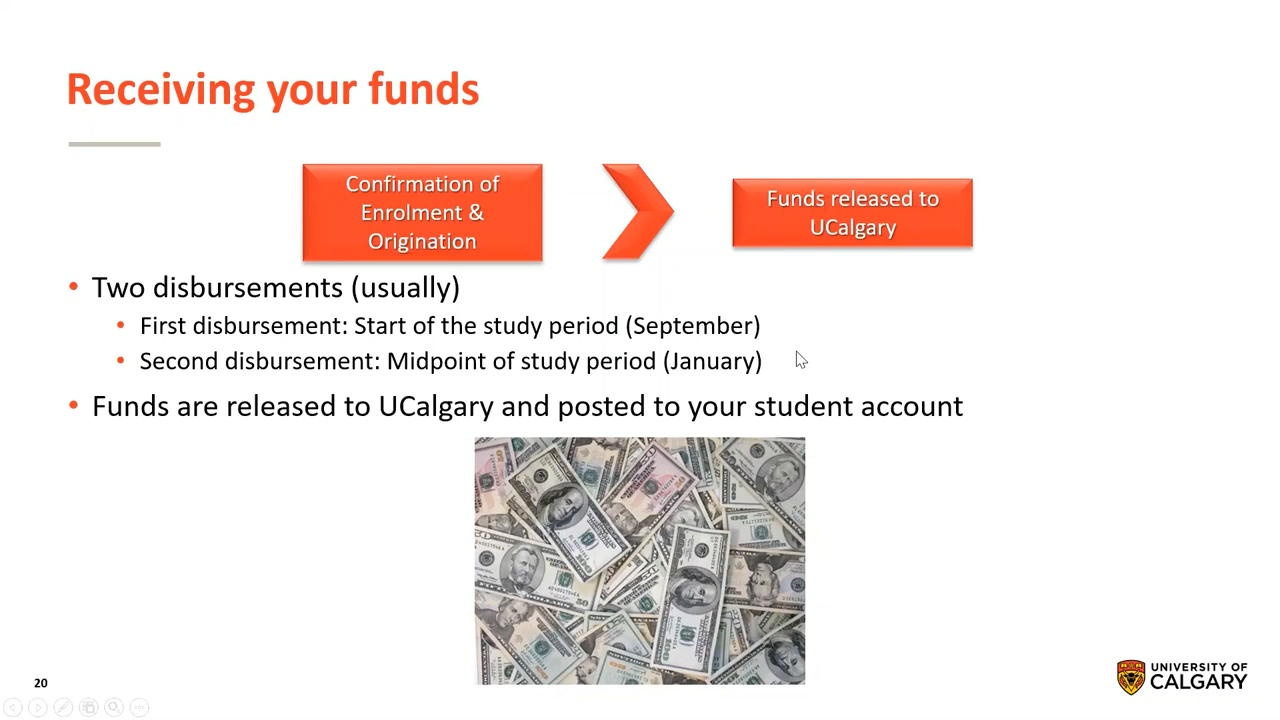 Receiving your funds
Confirmation of
Enrolment &
Origination
Funds released to
UCalgary
• Two disbursements (usually)
• First disbursement: Start of the study period (September)
• Second disbursement: Midpoint of study period (January)
• Funds are released to UCalgary and posted to your student account
20
UNIVERSITY OF
CALGARY